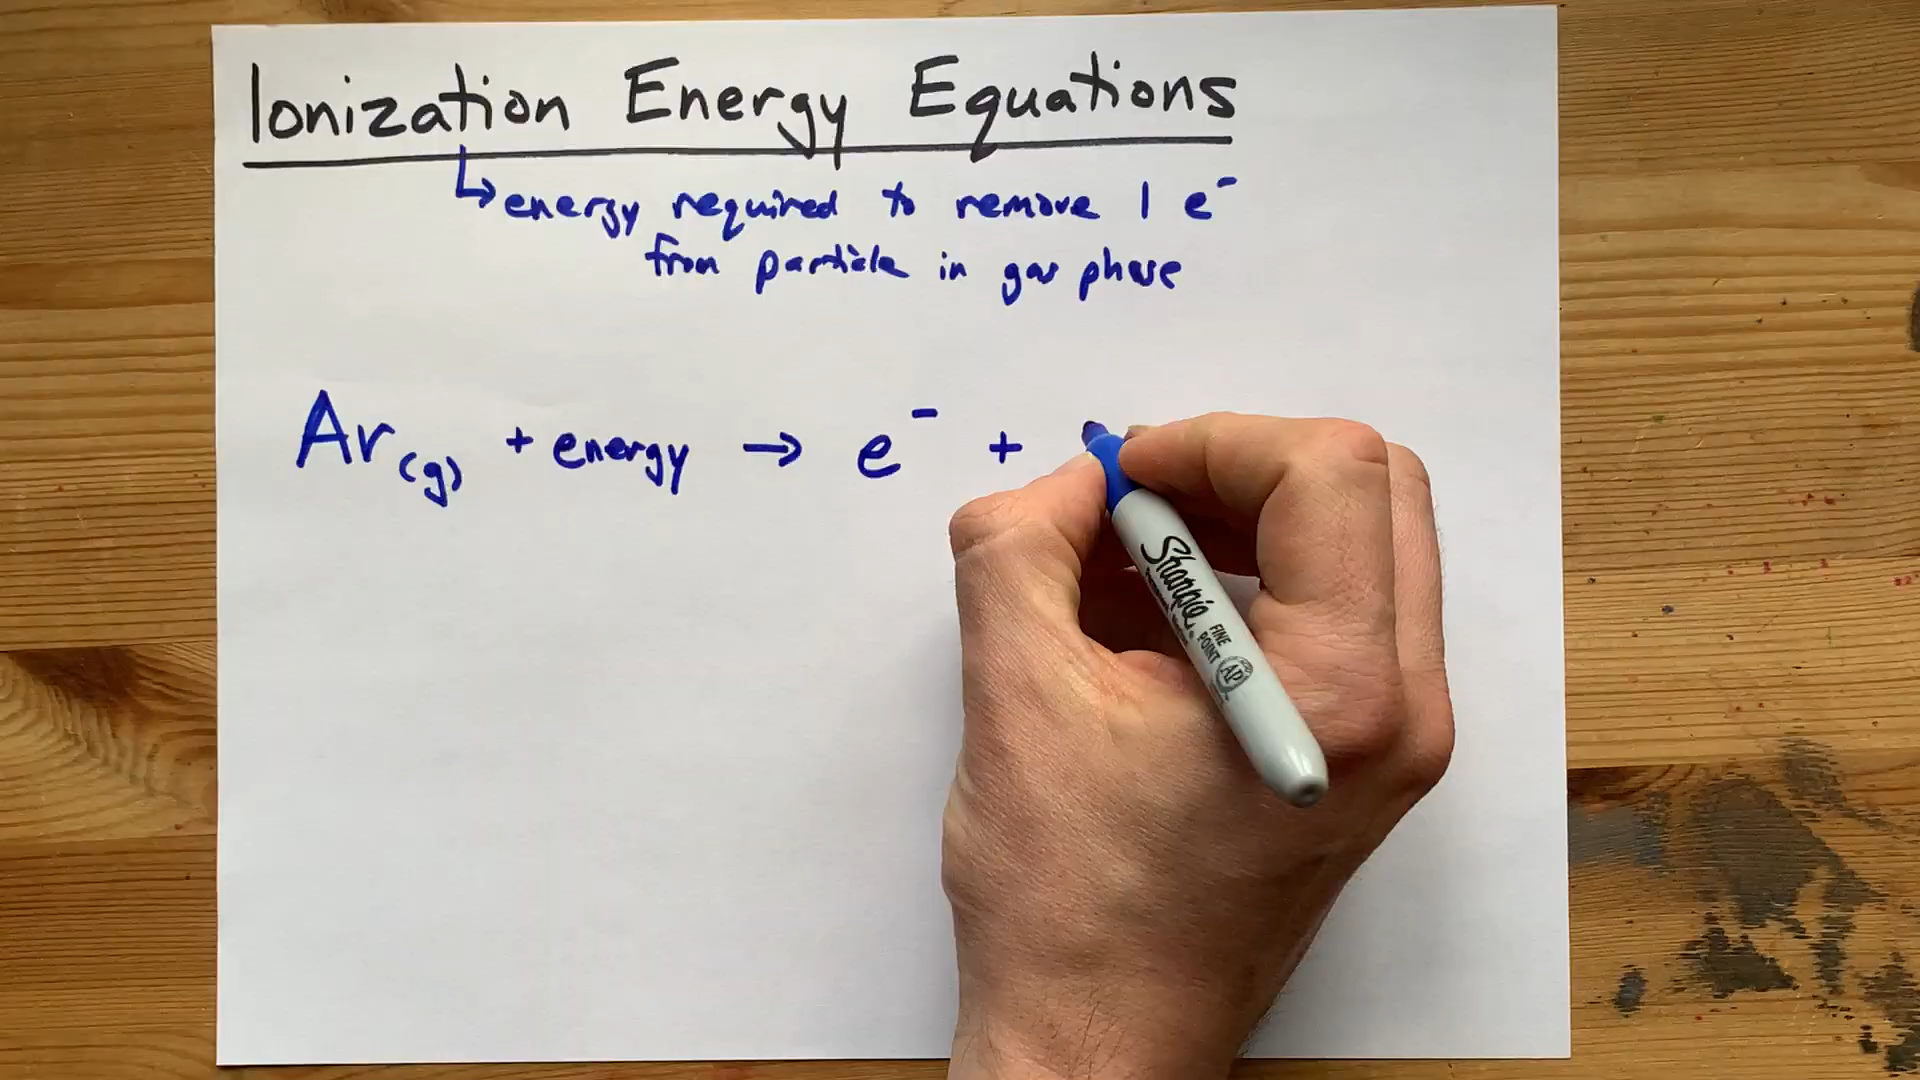 Ionization Energy Equations
↳ energy required to remove 1 e⁻
from particle in gas phase
Ar(g) + energy → e⁻ +
Sharpie.
FINE
POINT
AP